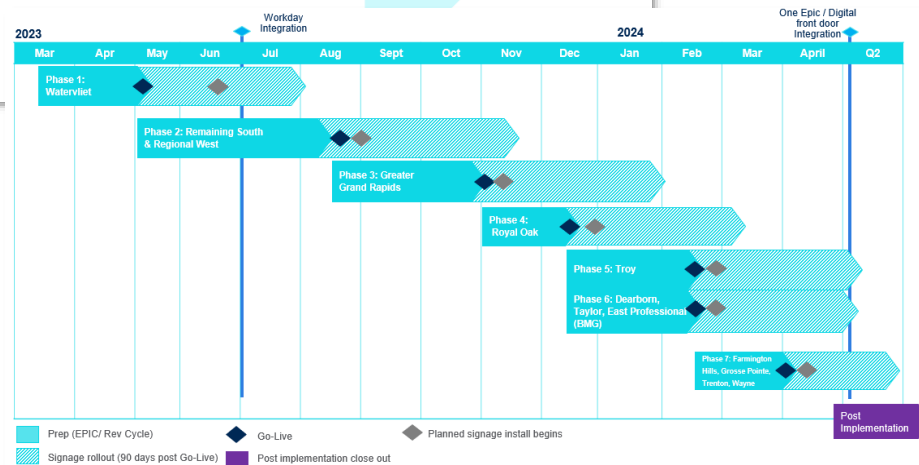 Workday
Integration
One Epic / Digital
front door
Integration
2023
2024
Mar Apr May Jun Jul Aug Sept Oct Nov Dec Jan Feb Mar April Q2
Phase 1:
Watervliet
Phase 2: Remaining South
& Regional West
Phase 3: Greater
Grand Rapids
Phase 4:
Royal Oak
Phase 5: Troy
Phase 6: Dearborn,
Taylor, East Professional
(BMG)
Phase 7: Farmington
Hills, Grosse Pointe,
Trenton, Wayne
Post
Implementation
Prep (EPIC/ Rev Cycle)
Go-Live
Planned signage install begins
Signage rollout (90 days post Go-Live)
Post implementation close out